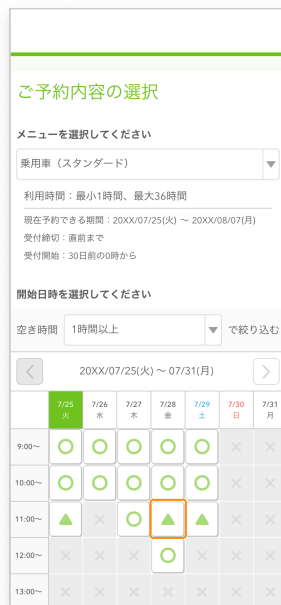 ご予約内容の選択
メニューを選択してください
乗用車（スタンダード）
利用時間：最小1時間、最大36時間
現在予約できる期間：20XX/07/25(火) ～ 20XX/08/07(月)
受付締切：直前まで
受付開始：30日前の0時から
開始日時を選択してください
空き時間 1時間以上 で絞り込む
20XX/07/25(火)～ 07/31(月)
7/25 7/26 7/27 7/28 7/29 7/30 7/31
火 水 木 金 土 日 月
9:00～ ○ ○ ○ ○ ○ × ×
10:00～ ○ ○ ○ ○ ○ × ×
11:00～ ▲ × ○ ▲ ▲ × ×
12:00～ × × × ○ × × ×
13:00～ × × × × × × ×